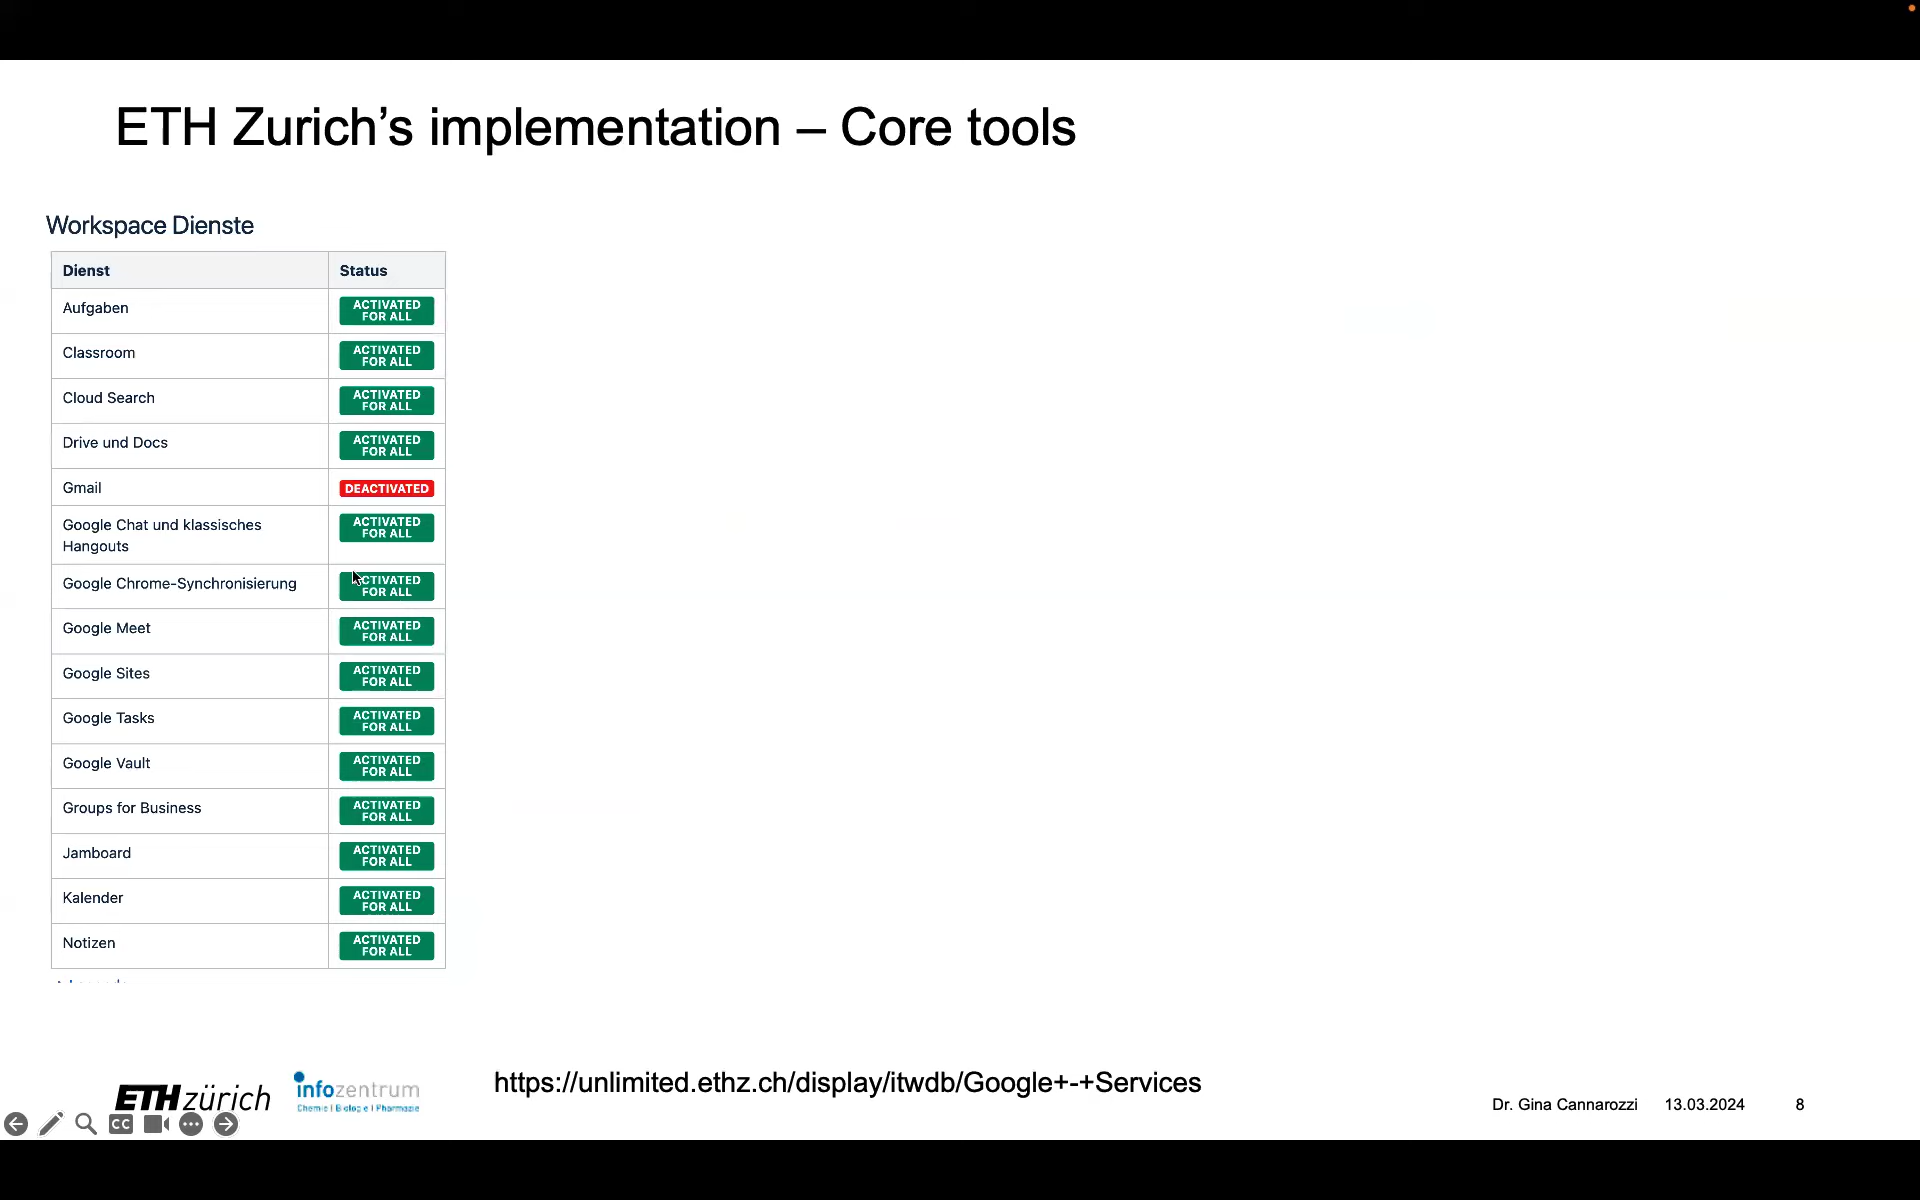 ETH Zurich’s implementation – Core tools
Workspace Dienste
Dienst Status
Aufgaben ACTIVATED
FOR ALL
Classroom ACTIVATED
FOR ALL
Cloud Search ACTIVATED
FOR ALL
Drive und Docs ACTIVATED
FOR ALL
Gmail DEACTIVATED
Google Chat und klassisches ACTIVATED
Hangouts FOR ALL
Google Chrome-Synchronisierung ACTIVATED
FOR ALL
Google Meet ACTIVATED
FOR ALL
Google Sites ACTIVATED
FOR ALL
Google Tasks ACTIVATED
FOR ALL
Google Vault ACTIVATED
FOR ALL
Groups for Business ACTIVATED
FOR ALL
Jamboard ACTIVATED
FOR ALL
Kalender ACTIVATED
FOR ALL
Notizen ACTIVATED
FOR ALL
https://unlimited.ethz.ch/display/itwdb/Google+-+Services
ETH zürich
infozentrum
Chemie | Biologie | Pharmazie
Dr. Gina Cannarozzi 13.03.2024 8
CC